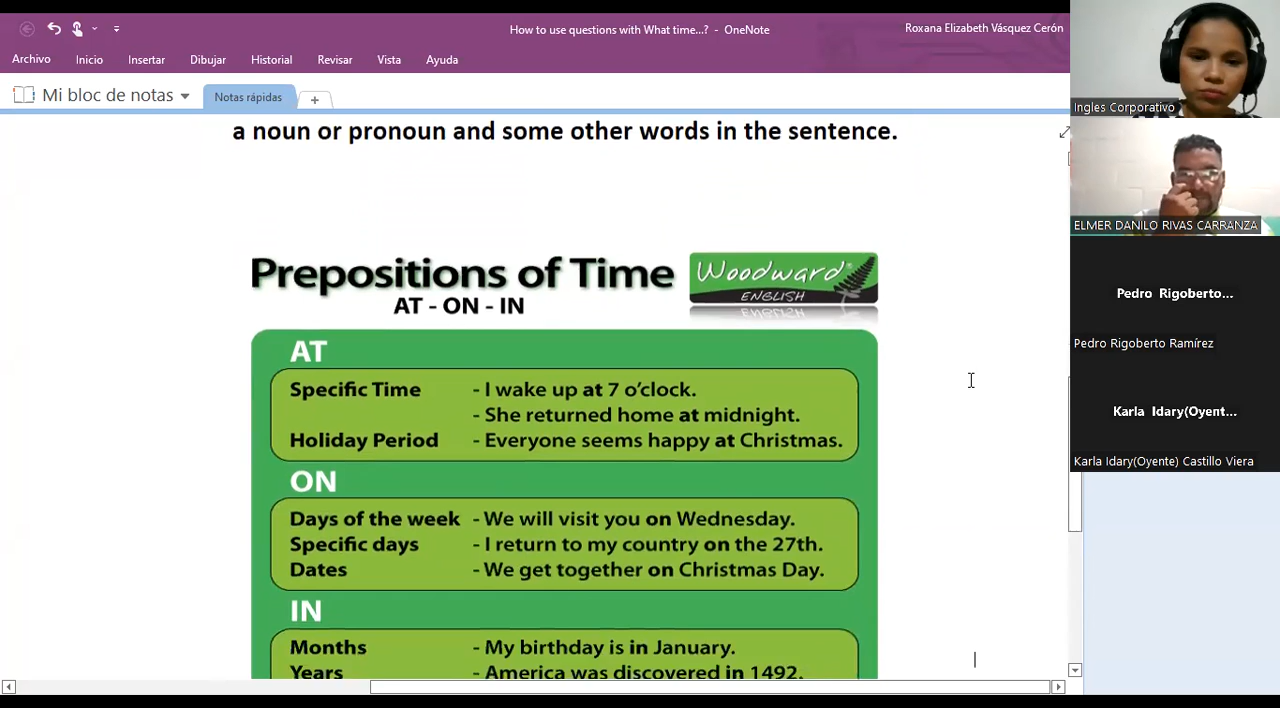 How to use questions with What time...? - OneNote
Roxana Elizabeth Vásquez Cerón
Archivo Inicio Insertar Dibujar Historial Revisar Vista Ayuda
Mi bloc de notas Notas rápidas
a noun or pronoun and some other words in the sentence.
Prepositions of Time
AT - ON - IN
Woodward®
ENGLISH
AT
Specific Time - I wake up at 7 o'clock.
- She returned home at midnight.
Holiday Period - Everyone seems happy at Christmas.
ON
Days of the week - We will visit you on Wednesday.
Specific days - I return to my country on the 27th.
Dates - We get together on Christmas Day.
IN
Months - My birthday is in January.
Years - America was discovered in 1492.
Ingles Corporativo
ELMER DANILO RIVAS CARRANZA
Pedro Rigoberto...
Pedro Rigoberto Ramírez
Karla Idary(Oyent...
Karla Idary(Oyente) Castillo Viera